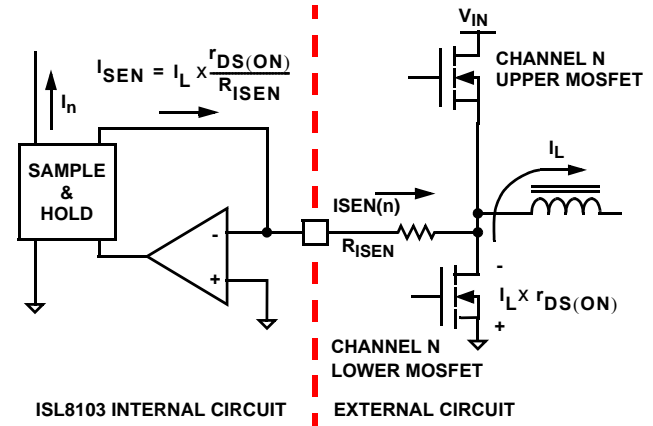 V_IN
CHANNEL N
UPPER MOSFET
I_SEN = I_L x r_DS(ON) / R_ISEN
I_n
SAMPLE
&
HOLD
-
+
ISEN(n)
R_ISEN
I_L
-
I_L x r_DS(ON)
+
CHANNEL N
LOWER MOSFET
ISL8103 INTERNAL CIRCUIT
EXTERNAL CIRCUIT